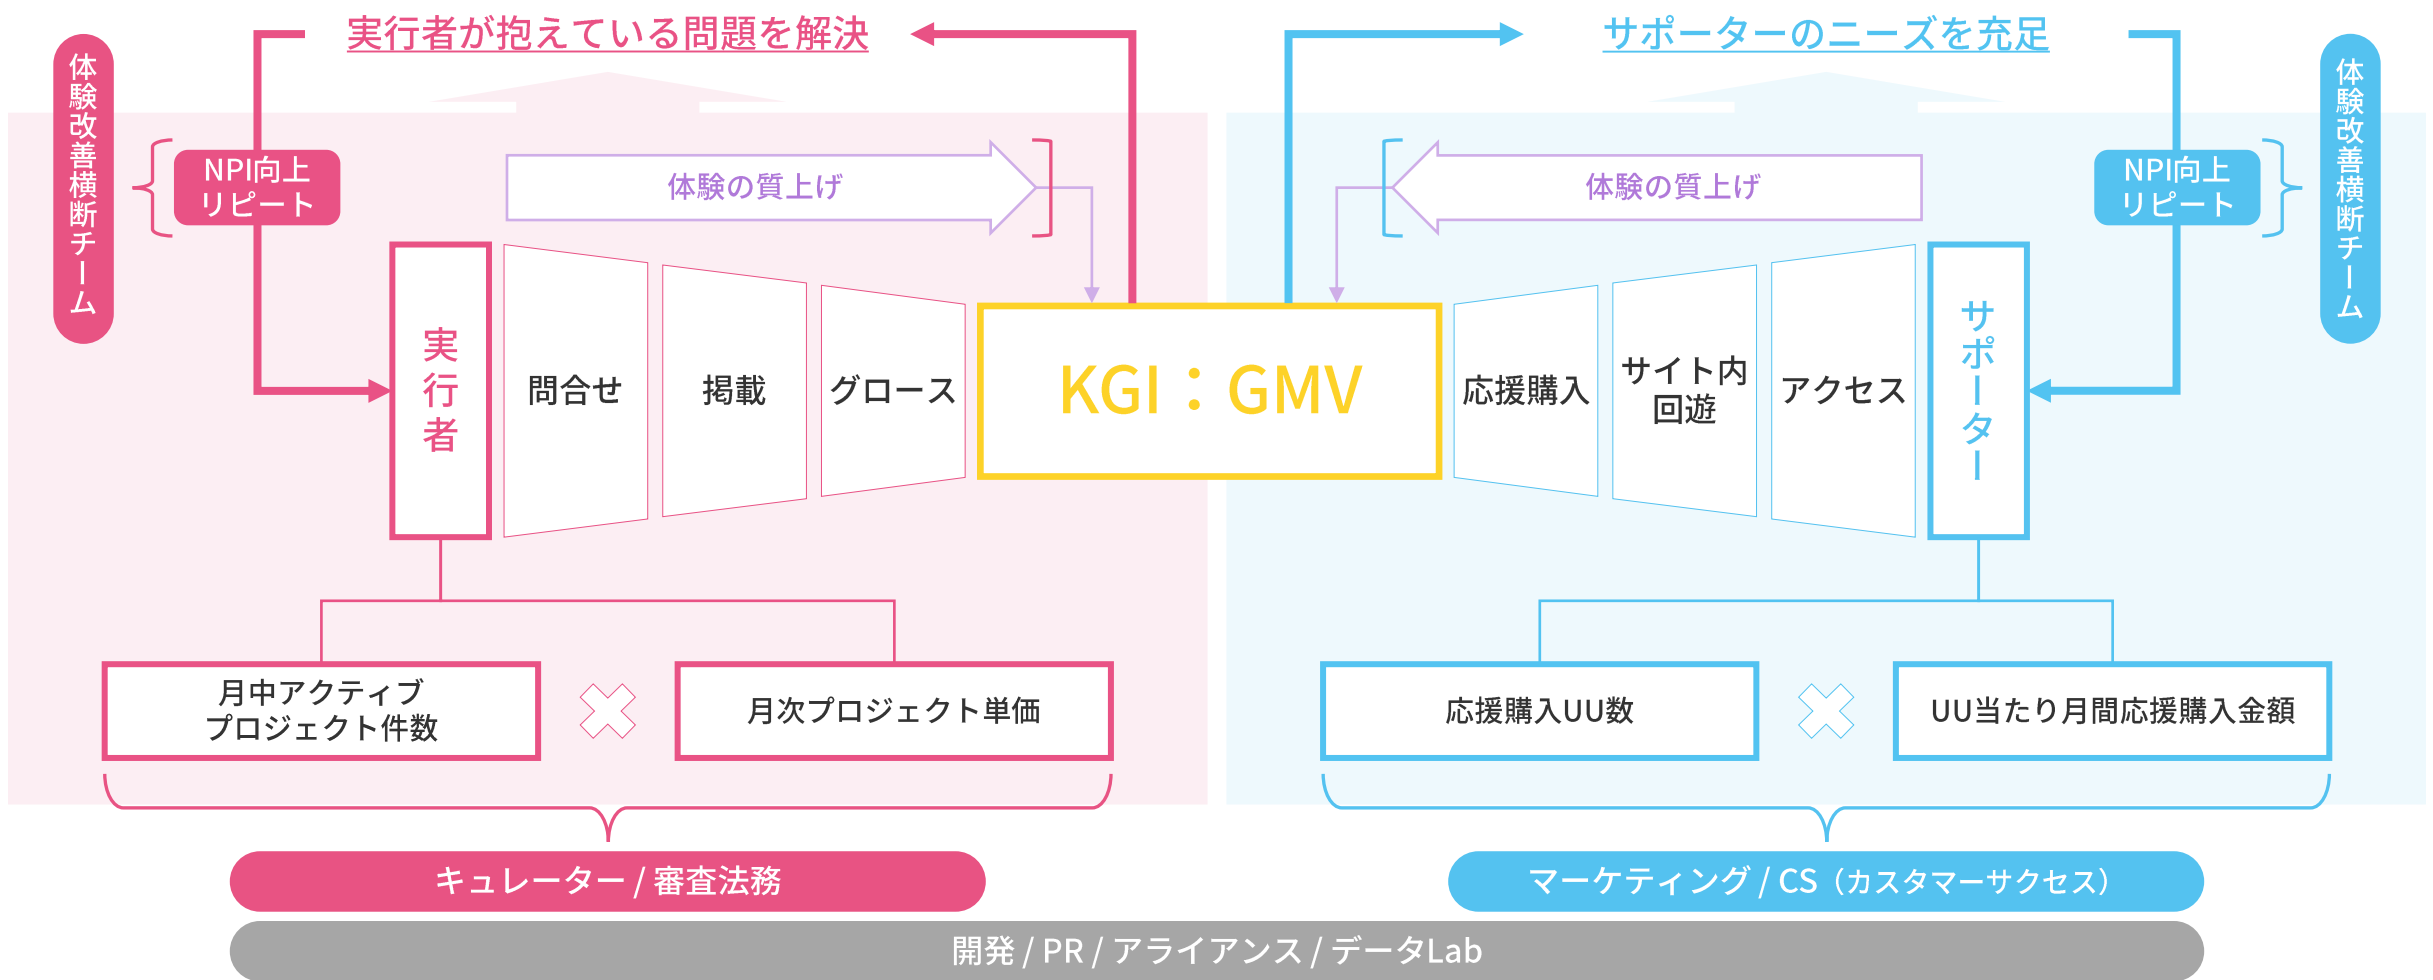 実行者が抱えている問題を解決
サポーターのニーズを充足
体験改善横断チーム
NPI向上
リピート
体験の質上げ
体験の質上げ
NPI向上
リピート
体験改善横断チーム
実行者
問合せ
掲載
グロース
KGI：GMV
応援購入
サイト内
回遊
アクセス
サポーター
月中アクティブ
プロジェクト件数
月次プロジェクト単価
応援購入UU数
UU当たり月間応援購入金額
キュレーター / 審査法務
マーケティング / CS（カスタマーサクセス）
開発 / PR / アライアンス / データLab